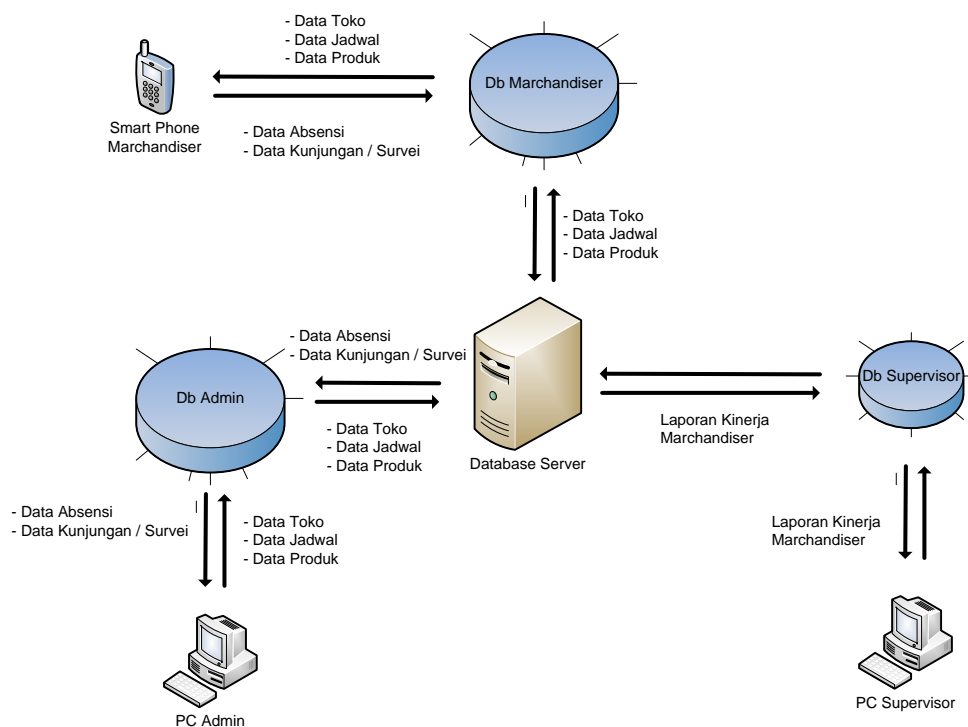 - Data Toko
- Data Jadwal
- Data Produk
Db Marchandiser
Smart Phone
Marchandiser
- Data Absensi
- Data Kunjungan / Survei
- Data Toko
- Data Jadwal
- Data Produk
- Data Absensi
- Data Kunjungan / Survei
Db Admin
Db Supervisor
- Data Toko
- Data Jadwal
- Data Produk
Database Server
Laporan Kinerja
Marchandiser
- Data Absensi
- Data Kunjungan / Survei
- Data Toko
- Data Jadwal
- Data Produk
Laporan Kinerja
Marchandiser
PC Admin
PC Supervisor